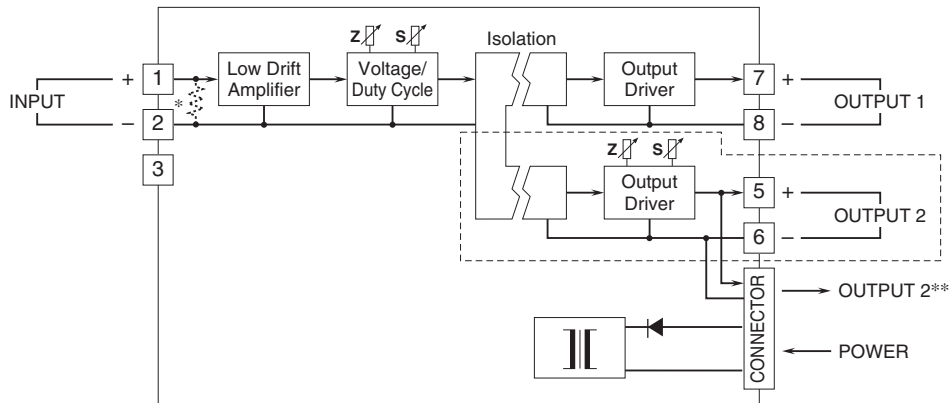 Z S Isolation
+ 1 Low Drift Amplifier Voltage/ Duty Cycle Output Driver 7 +
INPUT * OUTPUT 1
− 2 8 −
3
Z S
Output Driver 5 +
OUTPUT 2
6 −
CONNECTOR
OUTPUT 2**
POWER